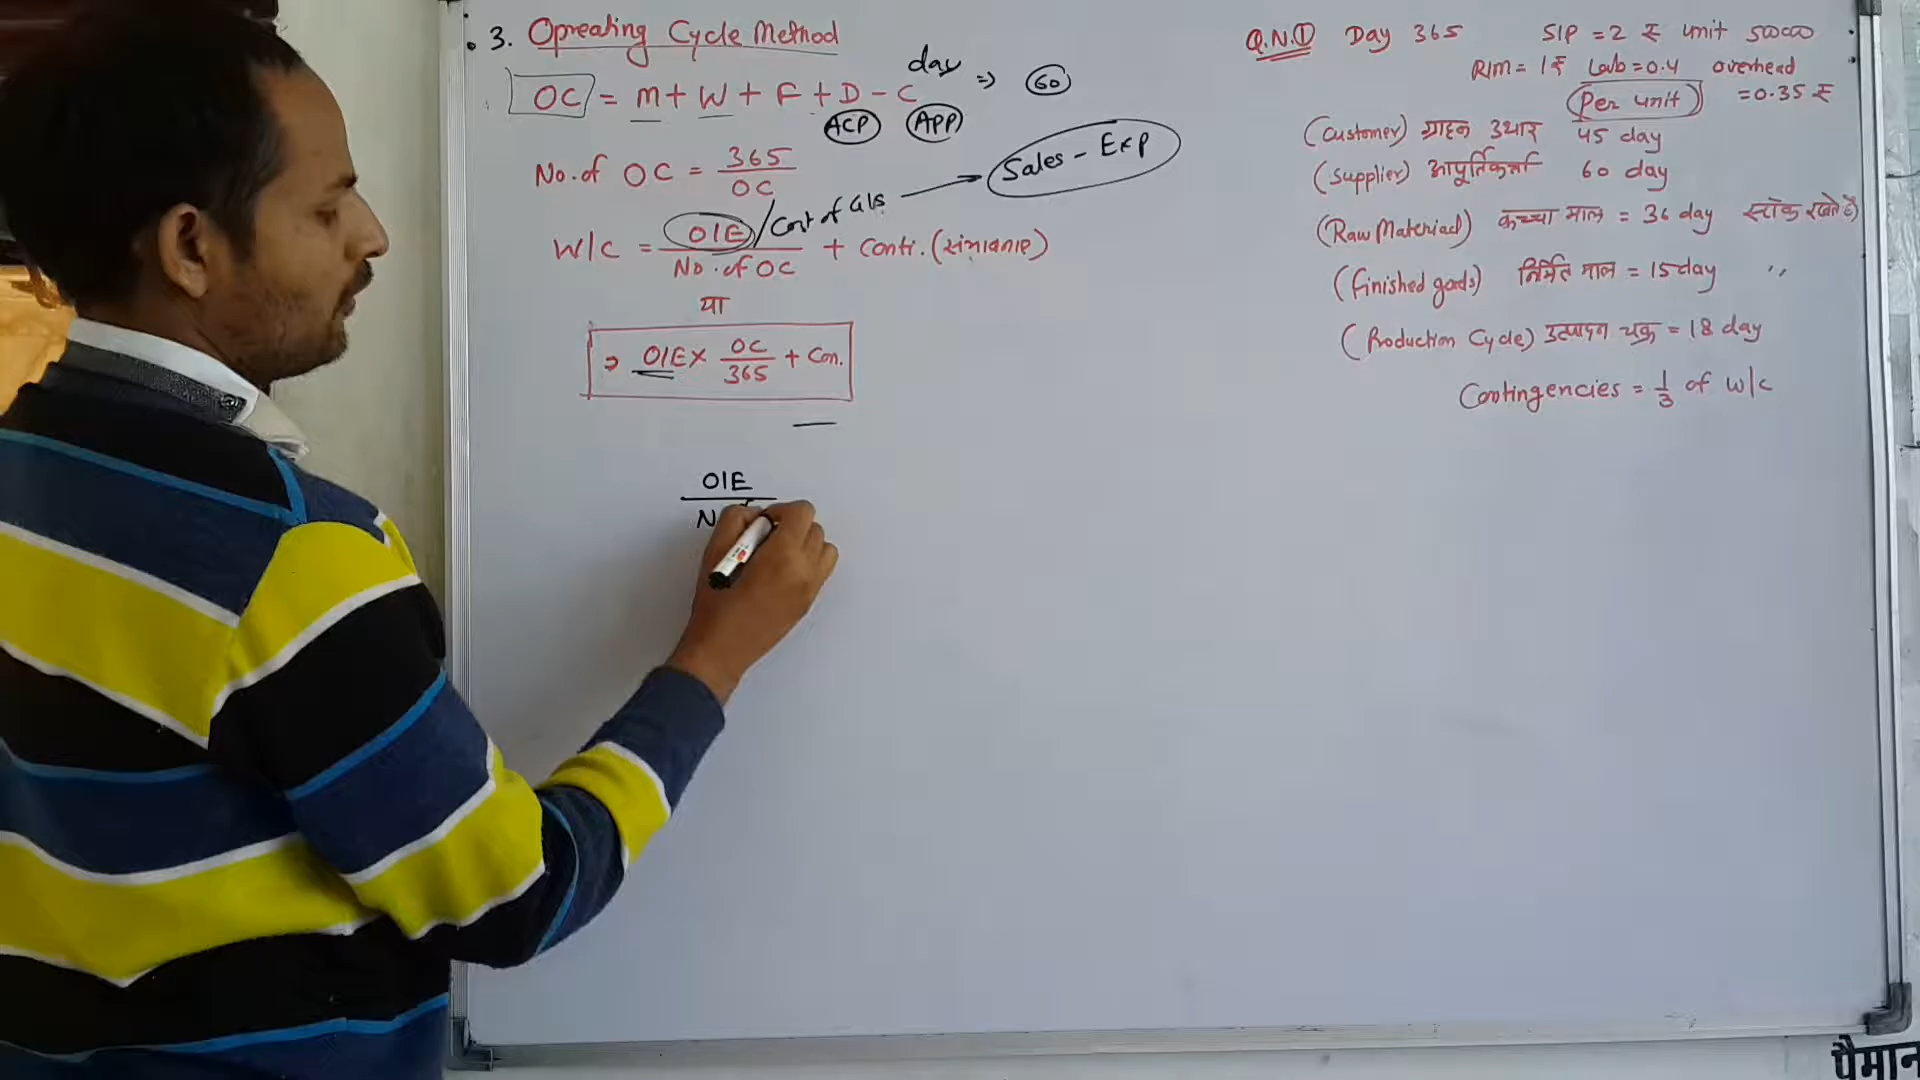 3. Opreating Cycle Method
OC = M + W + F + D - C day => 60
ACP APP
No. of OC = 365 / OC
Sales - Exp
W/C = O/E / Cost of G/S / No. of OC + Conti. (संभावनाए)
या
=> O/E × OC / 365 + Con.
O/E
N
Q.N.① Day 365 S/P = 2 ₹ unit 50000
R/M = 1₹ Lab = 0.4 overhead
Per unit = 0.35 ₹
(Customer) ग्राहक उधार 45 day
(Supplier) आपूर्तिकर्ता 60 day
(Raw Material) कच्चा माल = 36 day स्टॉक रखते है)
(Finished goods) निर्मित माल = 15 day ,,
(Production Cycle) उत्पादन चक्र = 18 day
Contingencies = 1/3 of W/C
पैमान